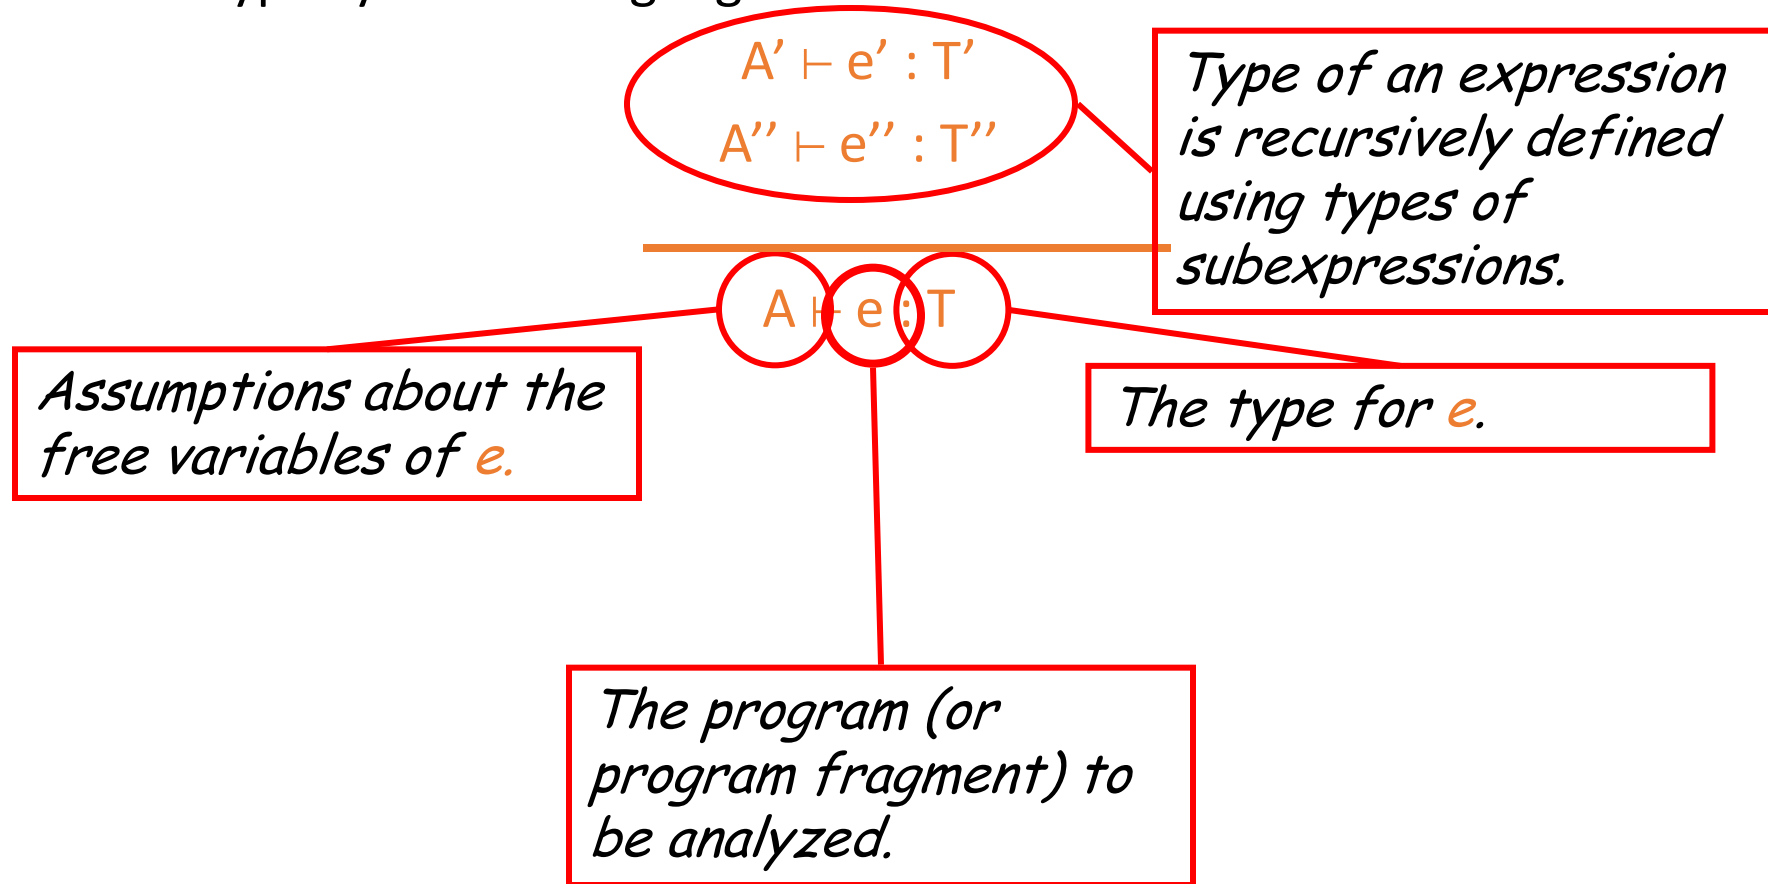 A’ ⊢ e’ : T’
A’’ ⊢ e’’ : T’’
Type of an expression
is recursively defined
using types of
subexpressions.
A ⊢ e : T
Assumptions about the
free variables of e.
The type for e.
The program (or
program fragment) to
be analyzed.